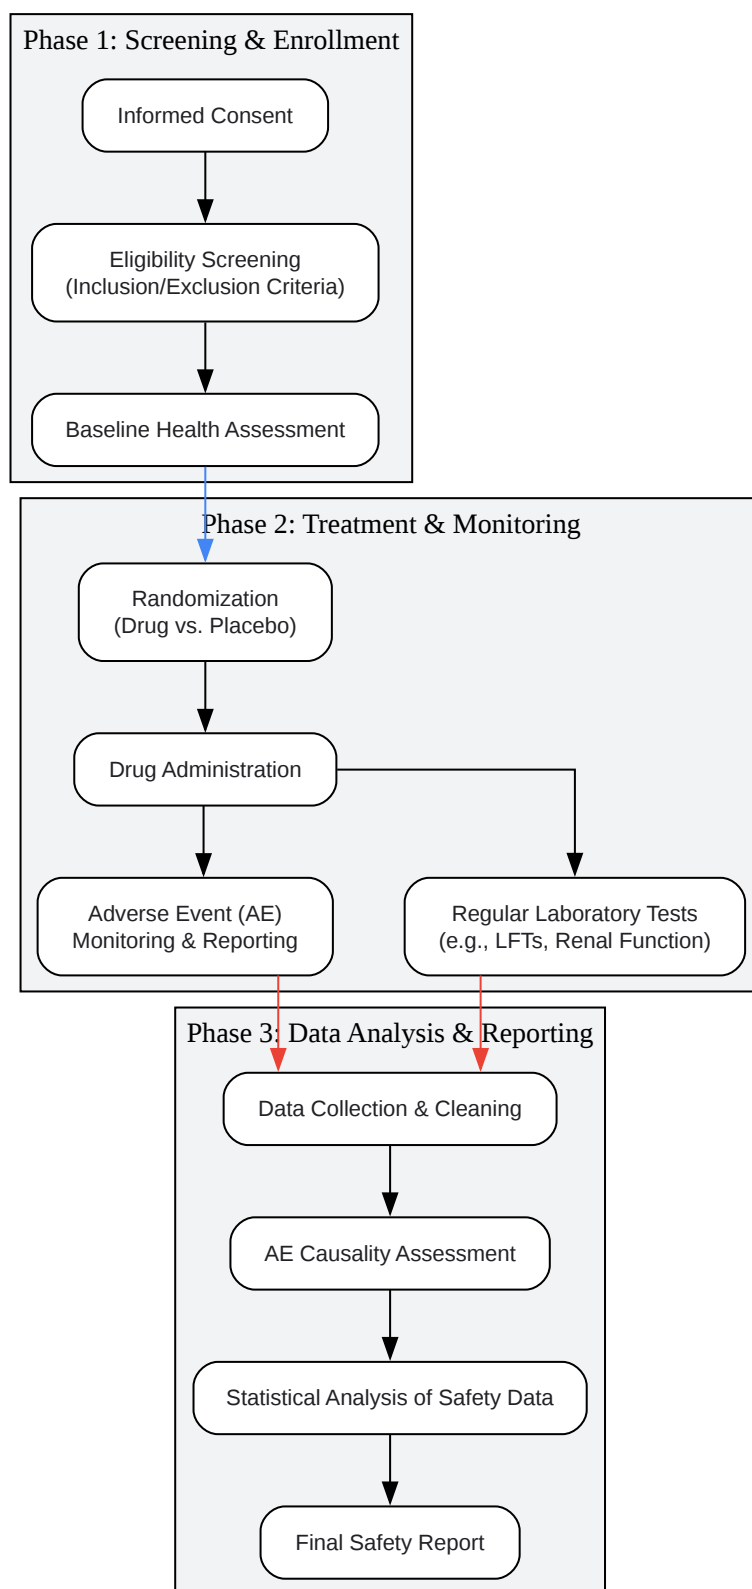 Phase 1: Screening & Enrollment
Informed Consent
Eligibility Screening
(Inclusion/Exclusion Criteria)
Baseline Health Assessment
Phase 2: Treatment & Monitoring
Randomization
(Drug vs. Placebo)
Drug Administration
Adverse Event (AE)
Monitoring & Reporting
Regular Laboratory Tests
(e.g., LFTs, Renal Function)
Phase 3: Data Analysis & Reporting
Data Collection & Cleaning
AE Causality Assessment
Statistical Analysis of Safety Data
Final Safety Report